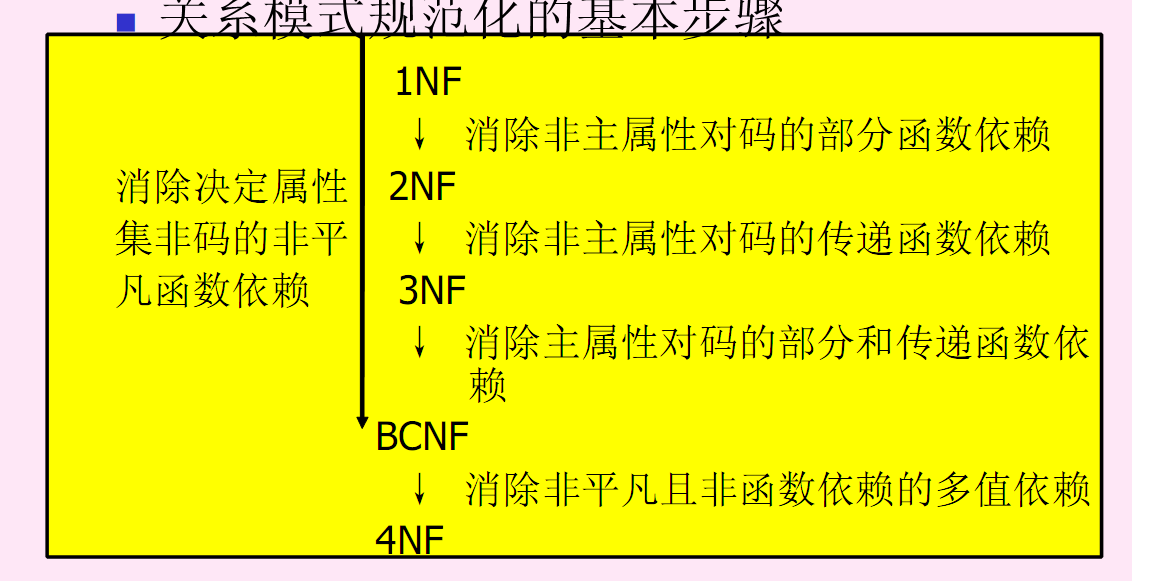 ■ 关系模式规范化的基本步骤
1NF
↓ 消除非主属性对码的部分函数依赖
消除决定属性 2NF
集非码的非平 ↓ 消除非主属性对码的传递函数依赖
凡函数依赖 3NF
↓ 消除主属性对码的部分和传递函数依
赖
BCNF
↓ 消除非平凡且非函数依赖的多值依赖
4NF